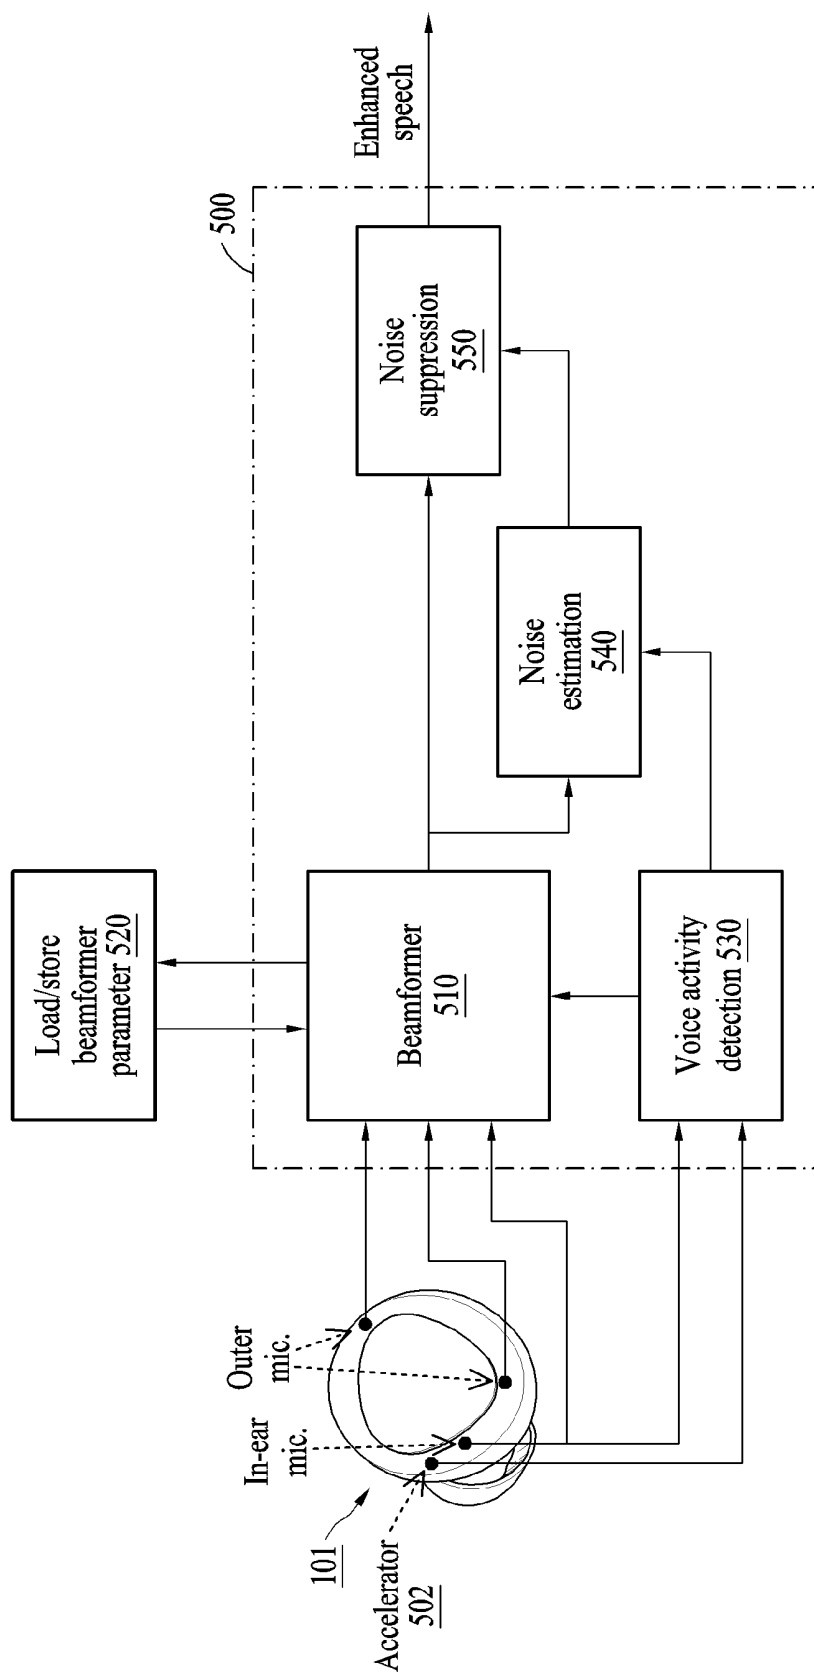 500
Enhanced
speech
Load/store
beamformer
parameter 520
Noise
suppression
550
Beamformer
510
Noise
estimation
540
Voice activity
detection 530
Outer
mic.
In-ear
mic.
101
Accelerator
502